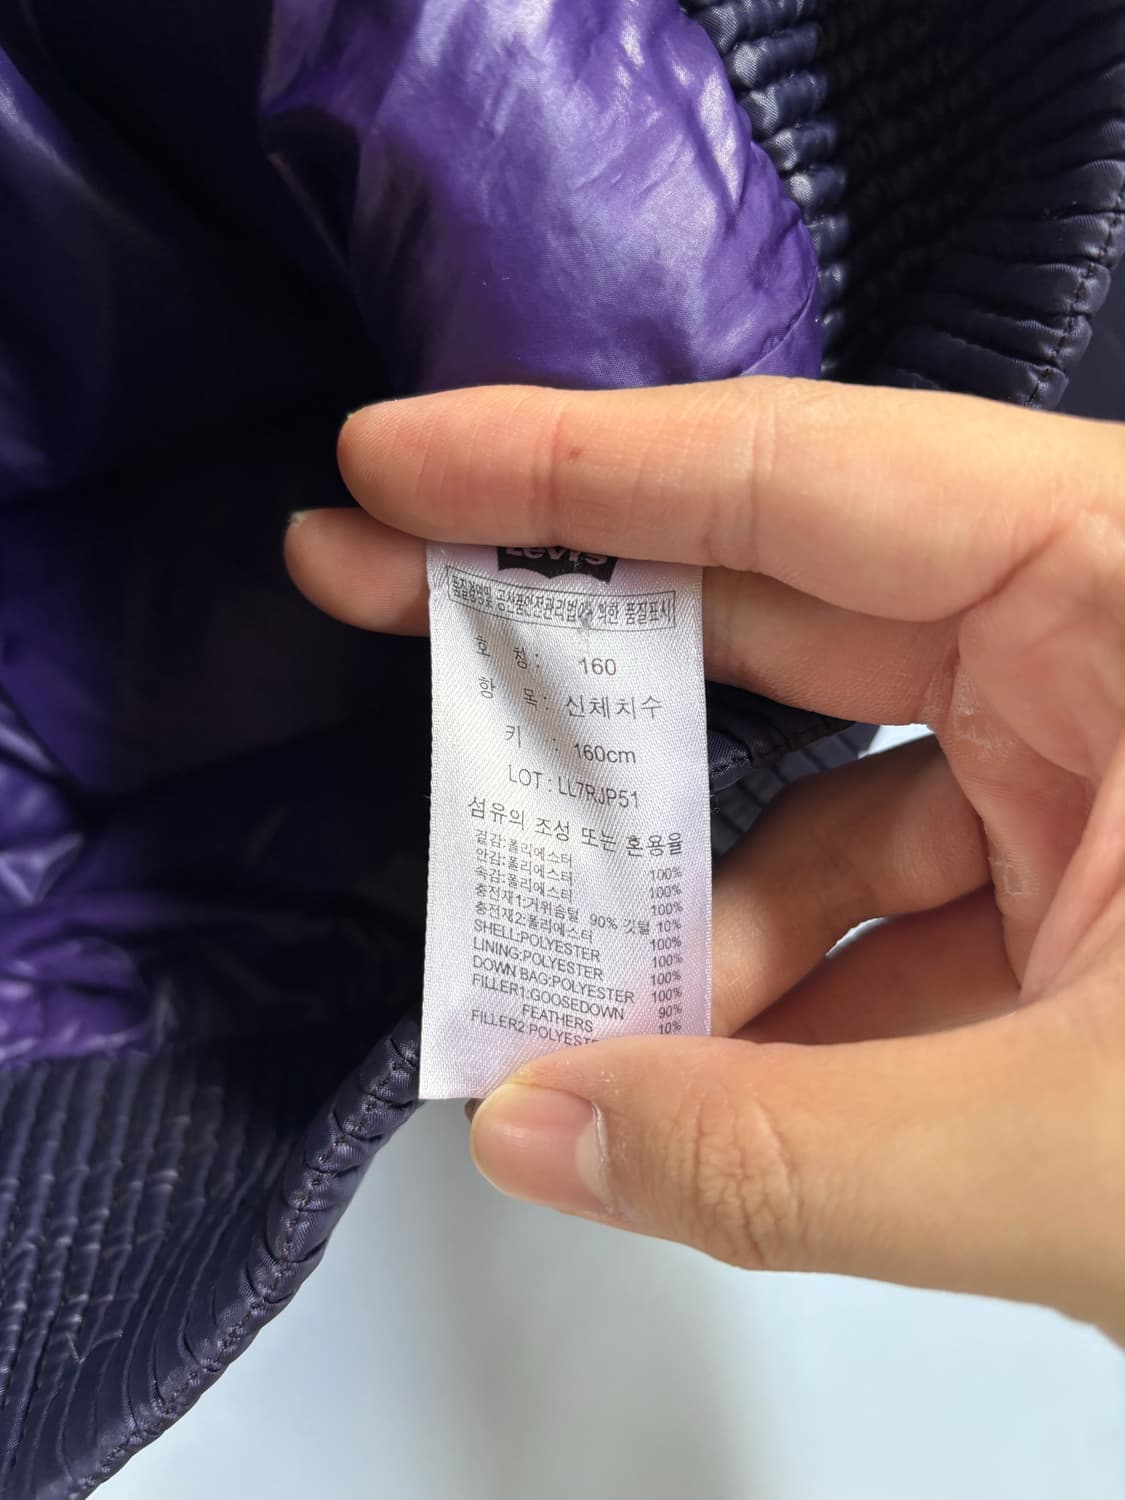 Levi's
품질경영및 공산품안전관리법에 의한 품질표시
호 칭 : 160
항 목 : 신체치수
키 : 160cm
LOT : LL7RJP51
섬유의 조성 또는 혼용율
겉감:폴리에스터 100%
안감:폴리에스터 100%
속감:폴리에스터 100%
충전재1:거위솜털 90% 깃털 10%
충전재2:폴리에스터 100%
SHELL:POLYESTER 100%
LINING:POLYESTER 100%
DOWN BAG:POLYESTER 100%
FILLER1:GOOSEDOWN 90%
FEATHERS 10%